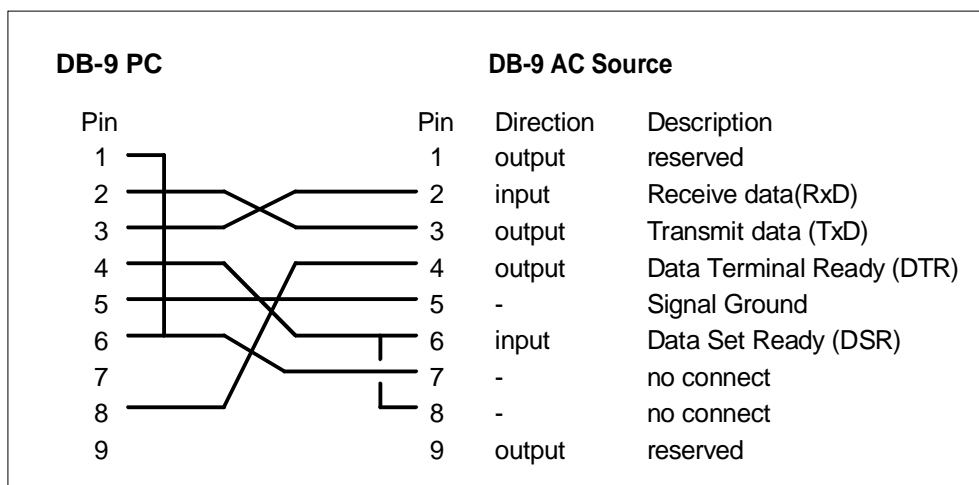 DB-9 PC DB-9 AC Source
Pin Pin Direction Description
1 1 output reserved
2 2 input Receive data(RxD)
3 3 output Transmit data (TxD)
4 4 output Data Terminal Ready (DTR)
5 5 - Signal Ground
6 6 input Data Set Ready (DSR)
7 7 - no connect
8 8 - no connect
9 9 output reserved